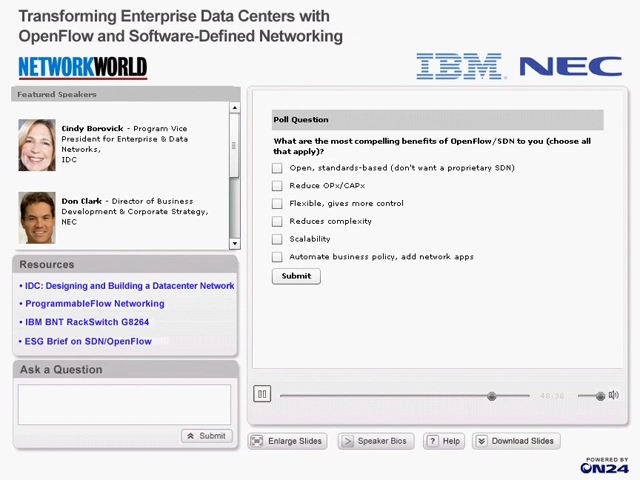 Transforming Enterprise Data Centers with
OpenFlow and Software-Defined Networking
NETWORKWORLD
IBM
NEC
Featured Speakers
Cindy Borovick - Program Vice
President for Enterprise & Data
Networks,
IDC
Don Clark - Director of Business
Development & Corporate Strategy,
NEC
Resources
• IDC: Designing and Building a Datacenter Network
• ProgrammableFlow Networking
• IBM BNT RackSwitch G8264
• ESG Brief on SDN/OpenFlow
Ask a Question
Submit
Poll Question
What are the most compelling benefits of OpenFlow/SDN to you (choose all
that apply)?
Open, standards-based (don't want a proprietary SDN)
Reduce OPx/CAPx
Flexible, gives more control
Reduces complexity
Scalability
Automate business policy, add network apps
Submit
40:36
Enlarge Slides
Speaker Bios
? Help
Download Slides
POWERED BY
ON24